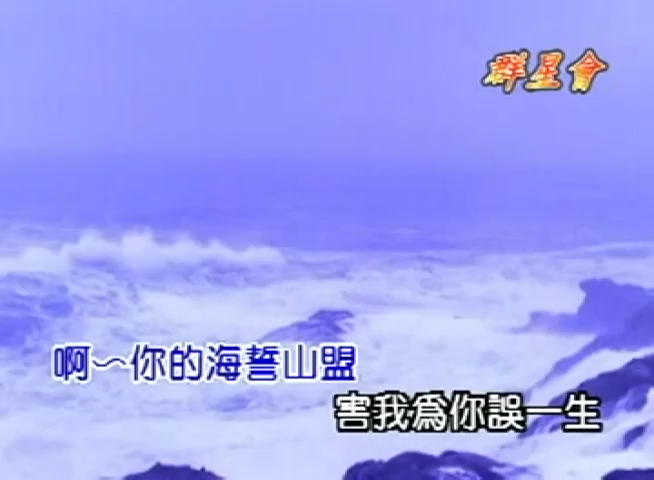 群星會
啊～你的海誓山盟
害我為你誤一生